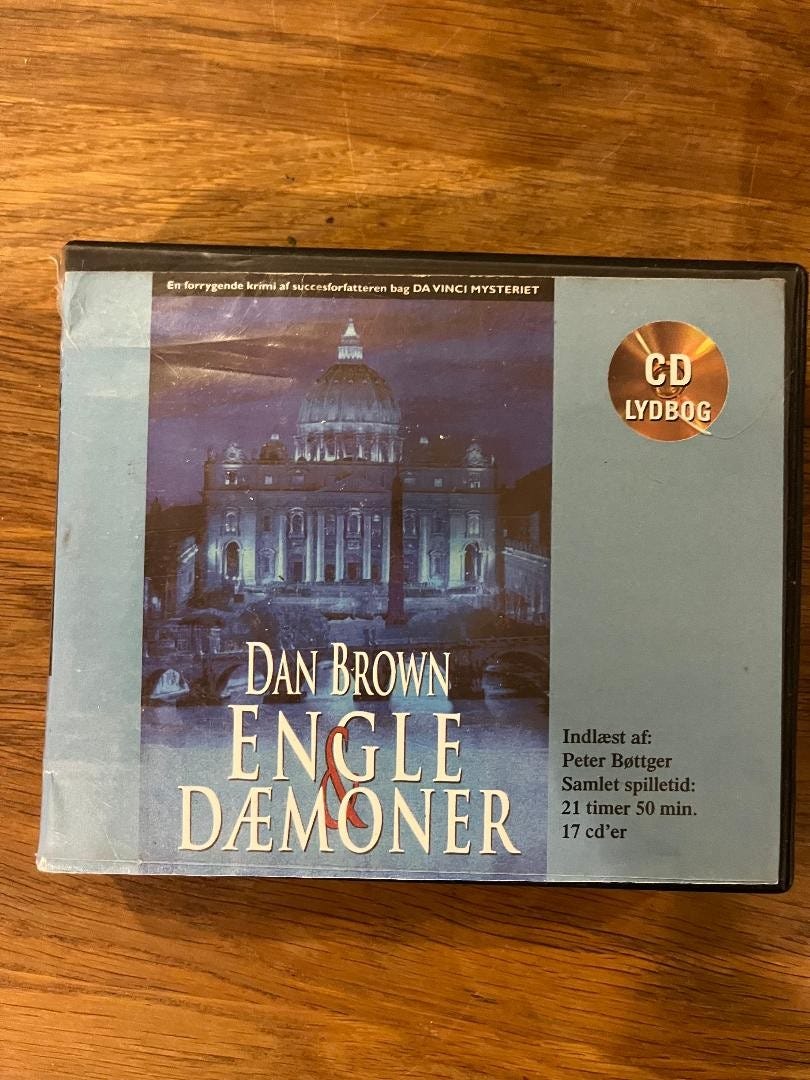 En forrygende krimi af succesforfatteren bag DA VINCI MYSTERIET
CD
LYDBOG
DAN BROWN
ENGLE
&
DÆMONER
Indlæst af:
Peter Bøttger
Samlet spilletid:
21 timer 50 min.
17 cd'er